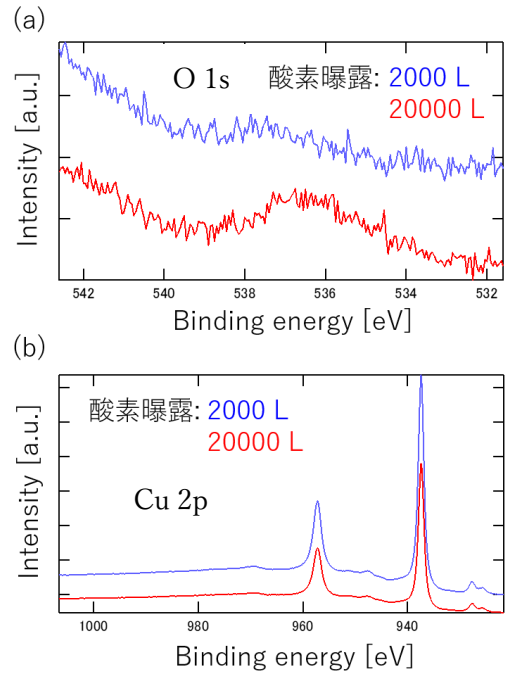 (a)
O 1s
酸素曝露: 2000 L
20000 L
Intensity [a.u.]
542 540 538 536 534 532
Binding energy [eV]
(b)
酸素曝露: 2000 L
20000 L
Cu 2p
Intensity [a.u.]
1000 980 960 940
Binding energy [eV]